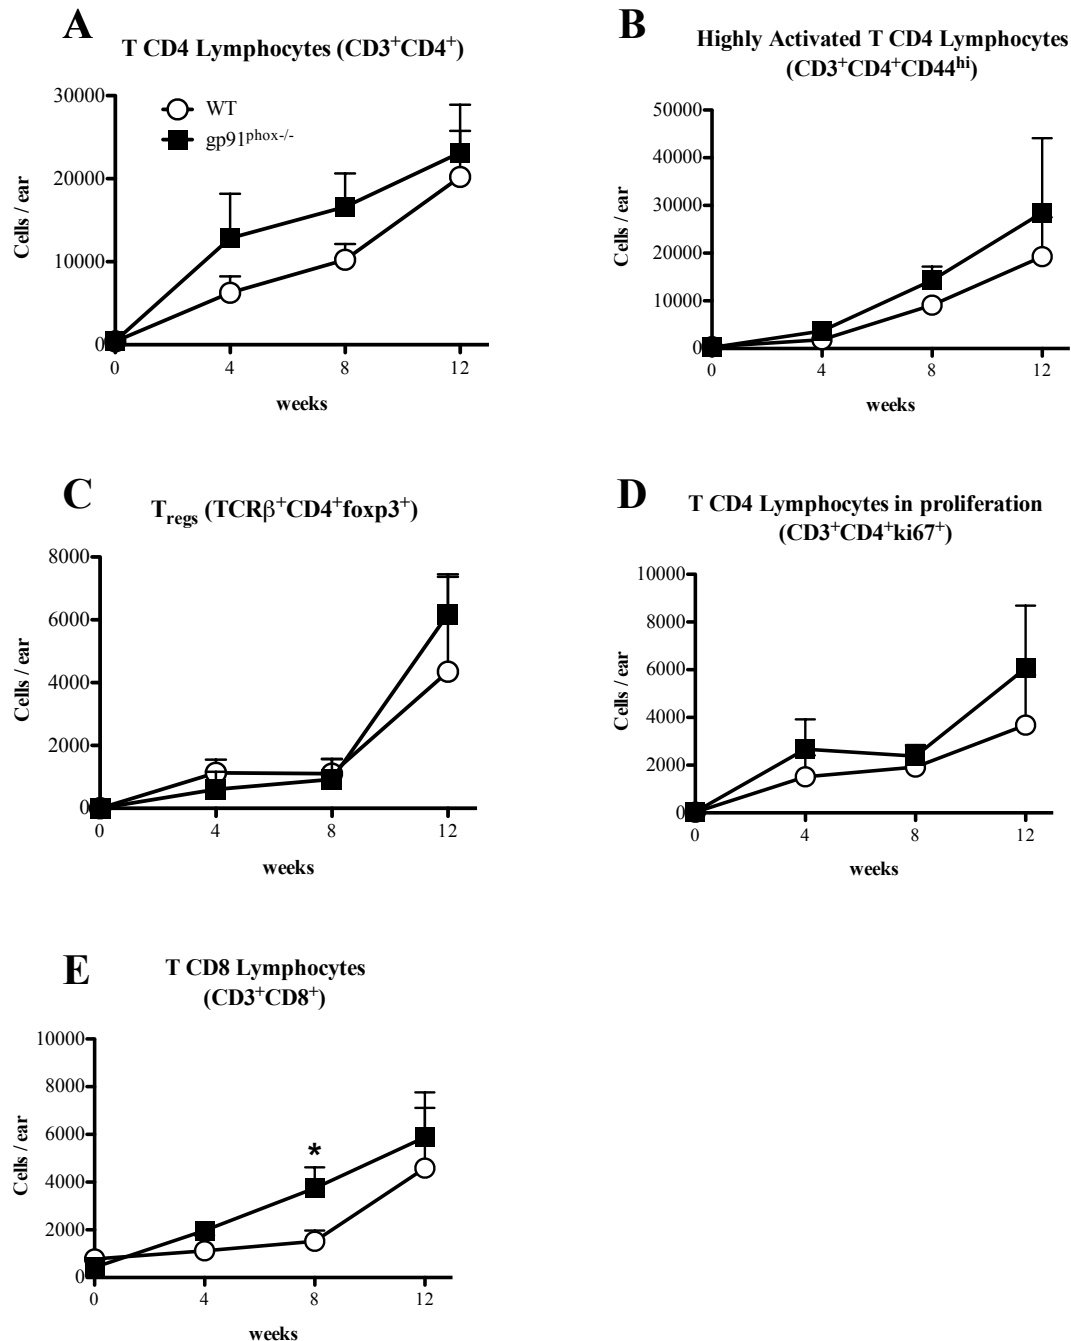 A
T CD4 Lymphocytes (CD3⁺CD4⁺)
30000
20000
10000
0
Cells / ear
WT
gp91ᵖʰᵒˣ⁻/⁻
0 4 8 12
weeks
B
Highly Activated T CD4 Lymphocytes
(CD3⁺CD4⁺CD44ʰⁱ)
50000
40000
30000
20000
10000
0
Cells / ear
0 4 8 12
weeks
C
Tregs (TCRβ⁺CD4⁺foxp3⁺)
8000
6000
4000
2000
0
Cells / ear
0 4 8 12
weeks
D
T CD4 Lymphocytes in proliferation
(CD3⁺CD4⁺ki67⁺)
10000
8000
6000
4000
2000
0
Cells / ear
0 4 8 12
weeks
E
T CD8 Lymphocytes
(CD3⁺CD8⁺)
10000
8000
6000
4000
2000
0
Cells / ear
*
0 4 8 12
weeks